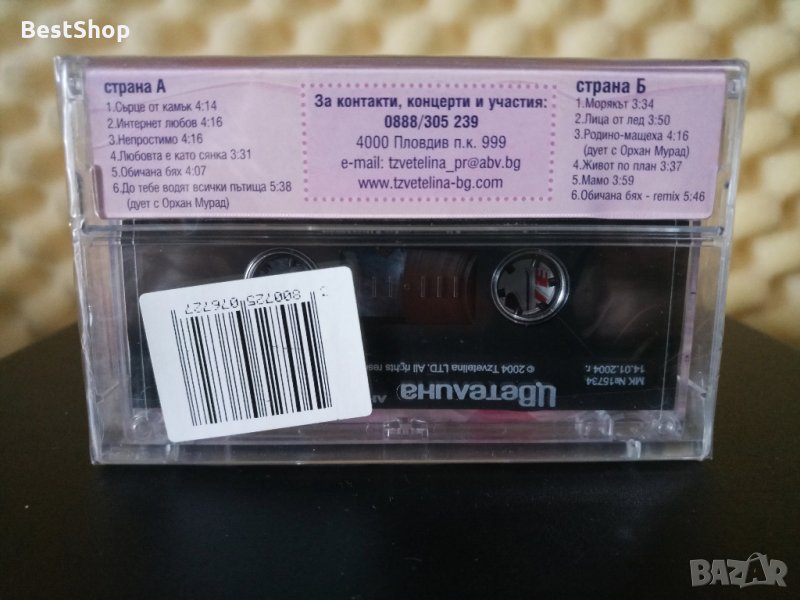 BestShop
страна А
1.Сърце от камък 4:14
2.Интернет любов 4:16
3.Непростимо 4:16
4.Любовта е като сянка 3:31
5.Обичана бях 4:07
6.До тебе водят всички пътища 5:38
(дует с Орхан Мурад)
За контакти, концерти и участия:
0888/305 239
4000 Пловдив п.к. 999
e-mail: tzvetelina_pr@abv.bg
www.tzvetelina-bg.com
страна Б
1.Морякът 3:34
2.Лица от лед 3:50
3.Родино-мащеха 4:16
(дует с Орхан Мурад)
4.Живот по план 3:37
5.Мамо 3:59
6.Обичана бях - remix 5:46
3 800725 076727
Цветелина
© 2004 Tzvetelina LTD. All rights
МК №15734
14.01.2004 г.
BAZAR